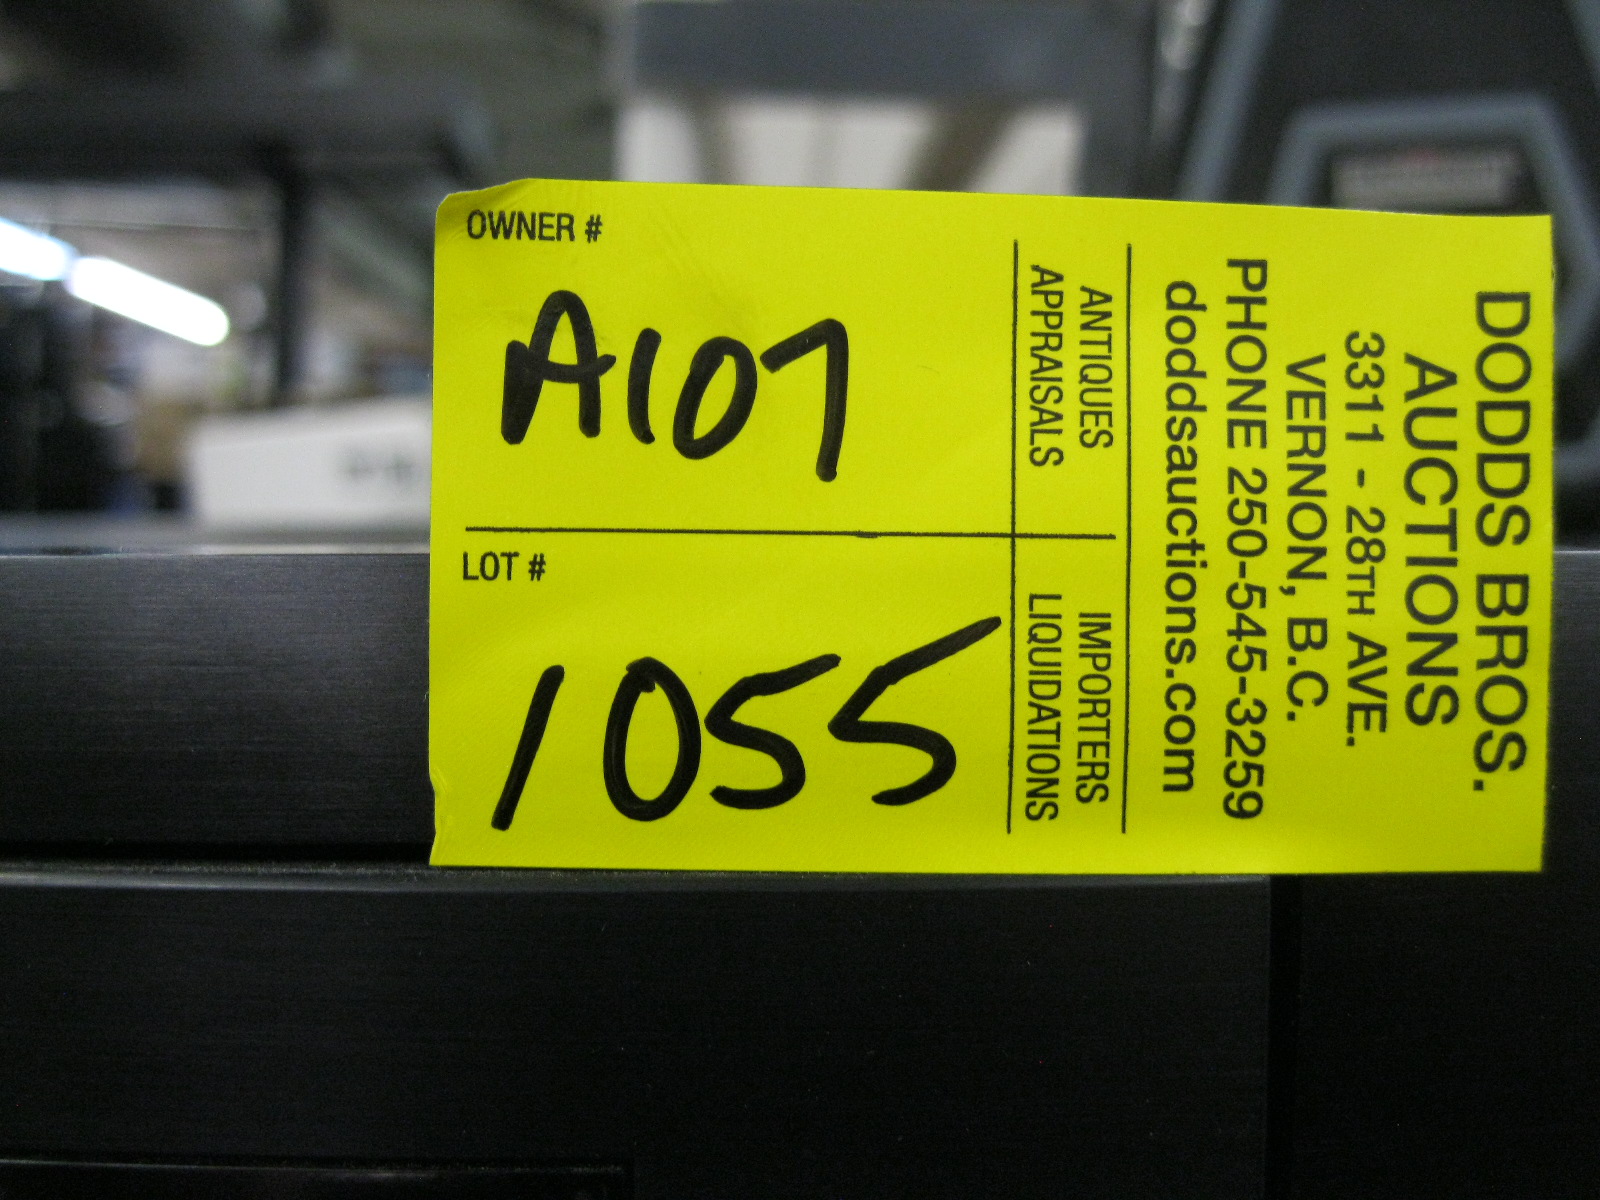 OWNER #
A107
LOT #
1055
DODDS BROS.
AUCTIONS
3311 - 28TH AVE.
VERNON, B.C.
PHONE 250-545-3259
doddsauctions.com
ANTIQUES IMPORTERS
APPRAISALS LIQUIDATIONS